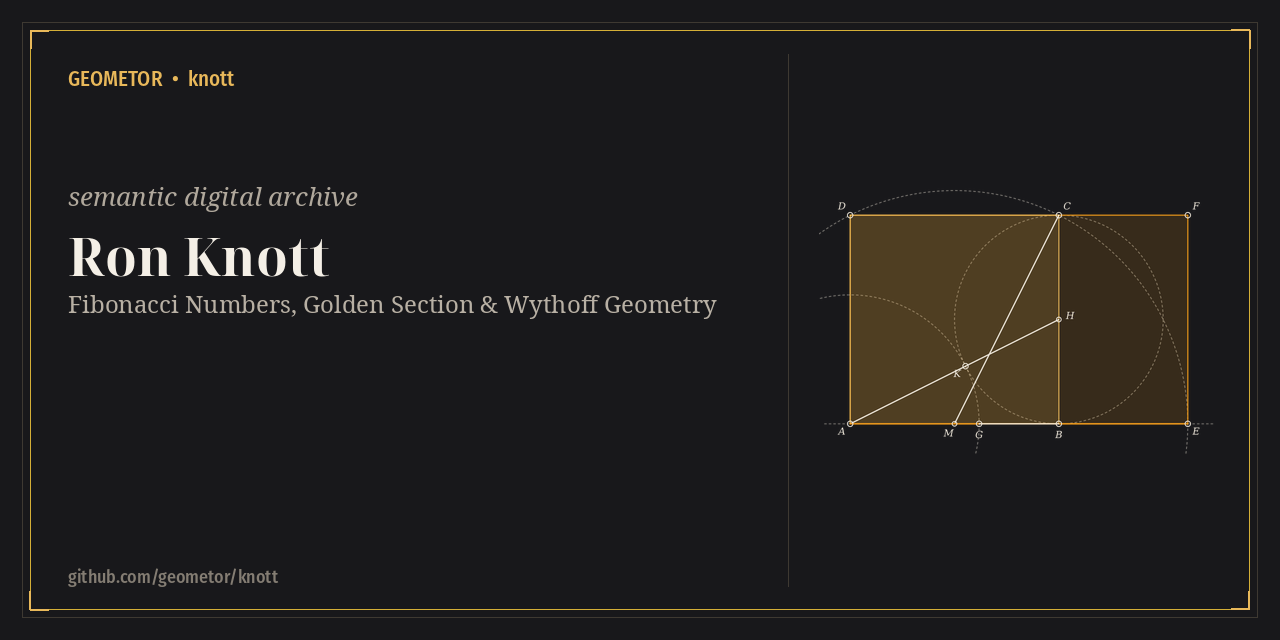 GEOMETOR • knott
semantic digital archive
Ron Knott
Fibonacci Numbers, Golden Section & Wythoff Geometry
D
C
F
H
K
A
M
G
B
E
github.com/geometor/knott